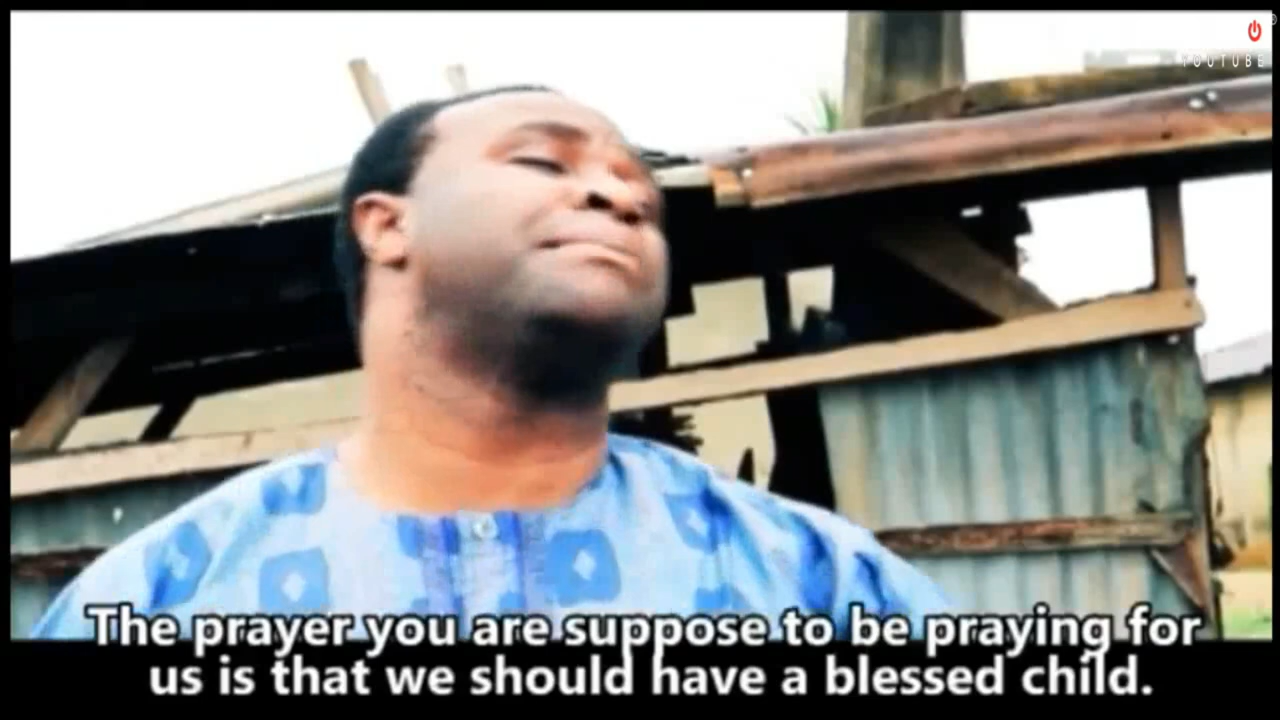 YOUTUBE
The prayer you are suppose to be praying for
us is that we should have a blessed child.